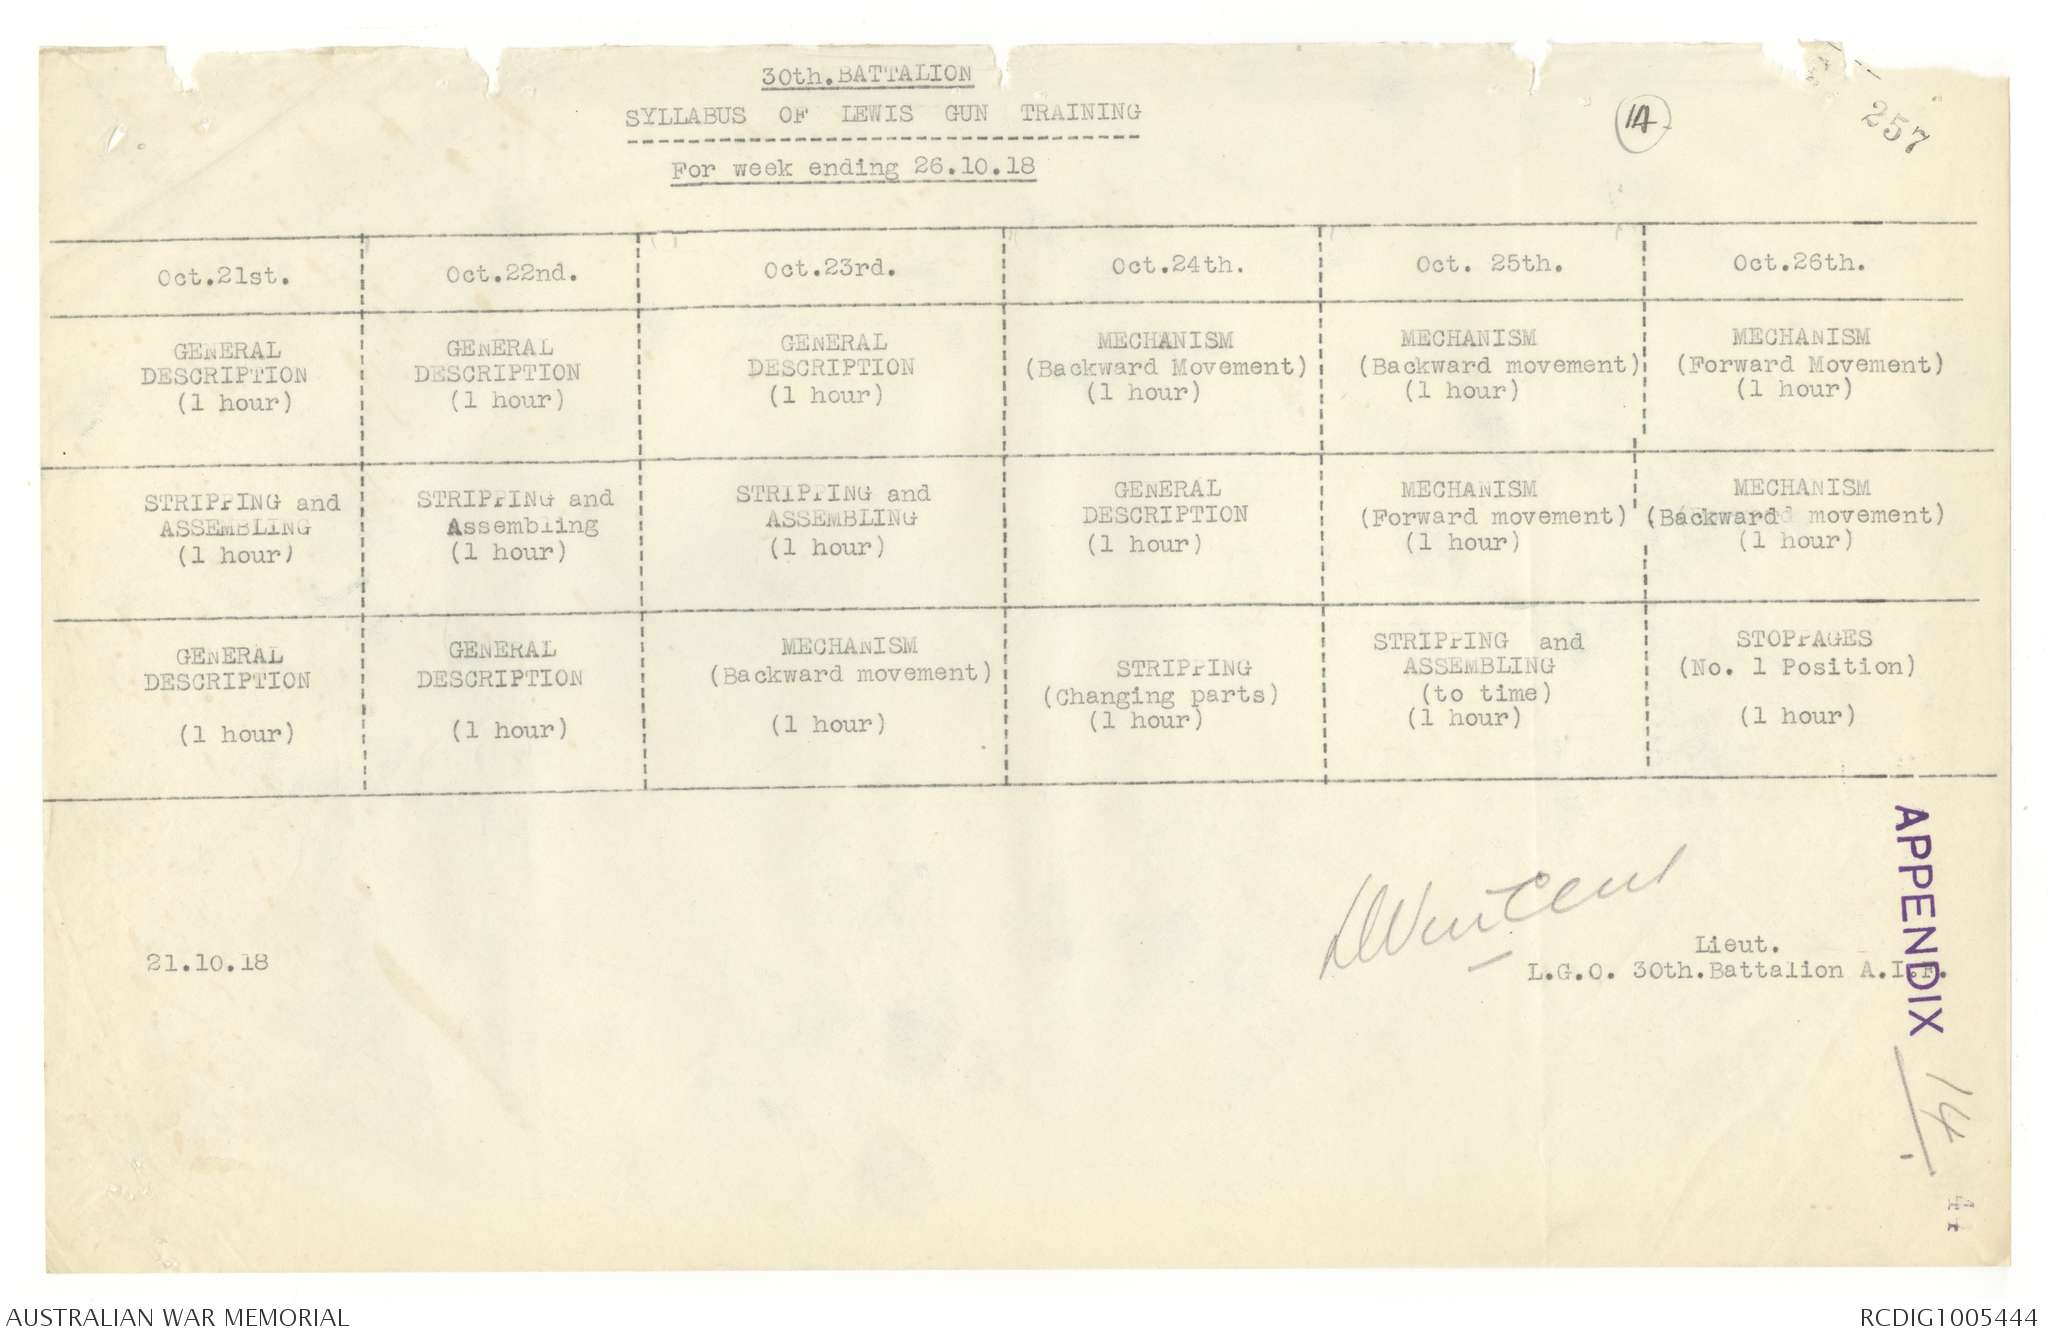 30th.BATTALION
SYLLABUS OF LEWIS GUN TRAINING
For week ending 26.10.18
14
257
Oct.21st. Oct.22nd. Oct.23rd. Oct.24th. Oct. 25th. Oct.26th.
GENERAL GENERAL GENERAL MECHANISM MECHANISM MECHANISM
DESCRIPTION DESCRIPTION DESCRIPTION (Backward Movement) (Backward movement) (Forward Movement)
(1 hour) (1 hour) (1 hour) (1 hour) (1 hour) (1 hour)
STRIPPING and STRIPPING and STRIPPING and GENERAL MECHANISM MECHANISM
ASSEMBLING Assembling ASSEMBLING DESCRIPTION (Forward movement) (Backward movement)
(1 hour) (1 hour) (1 hour) (1 hour) (1 hour) (1 hour)
GENERAL GENERAL MECHANISM STRIPPING STRIPPING and STOPPAGES
DESCRIPTION DESCRIPTION (Backward movement) (Changing parts) ASSEMBLING (No. 1 Position)
(to time)
(1 hour) (1 hour) (1 hour) (1 hour) (1 hour) (1 hour)
Vincent
21.10.18
Lieut.
L.G.O. 30th.Battalion A.I.F.
APPENDIX 14
44
AUSTRALIAN WAR MEMORIAL
RCDIG1005444